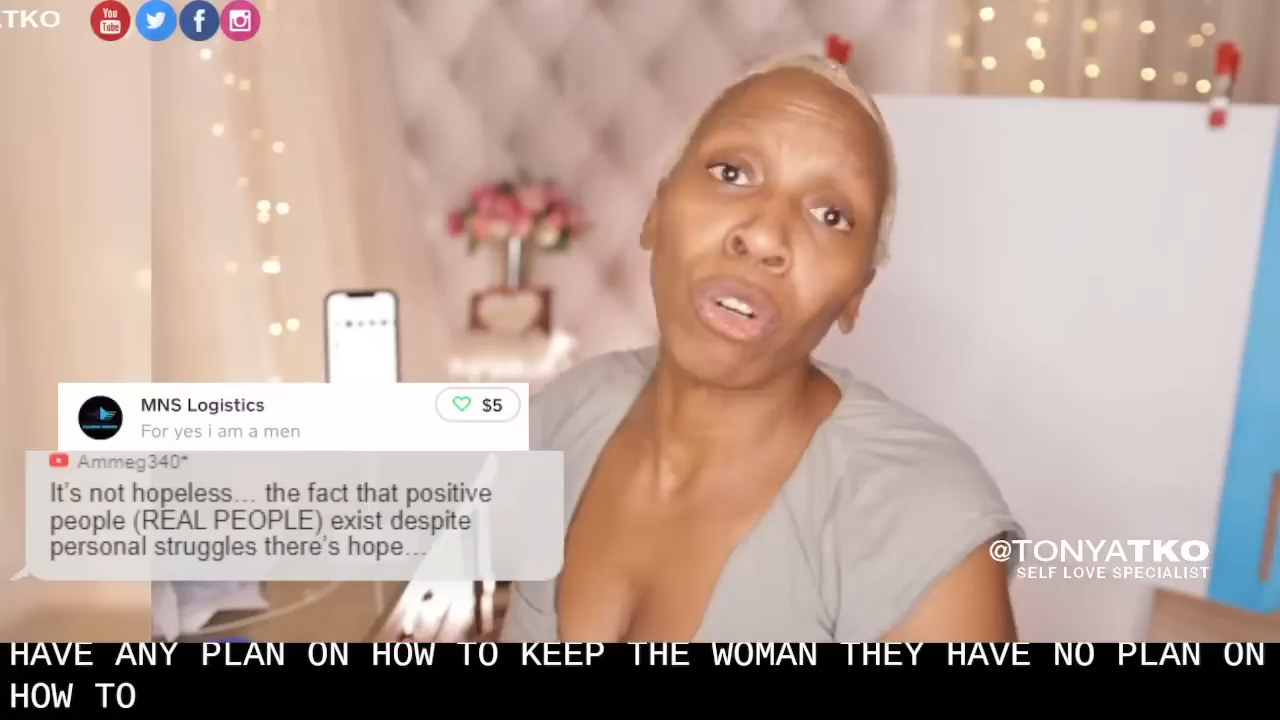 TKO
You
Tube
MNS Logistics
$5
For yes i am a men
Ammeg340*
It's not hopeless... the fact that positive
people (REAL PEOPLE) exist despite
personal struggles there's hope...
@TONYATKO
SELF LOVE SPECIALIST
HAVE ANY PLAN ON HOW TO KEEP THE WOMAN THEY HAVE NO PLAN ON
HOW TO